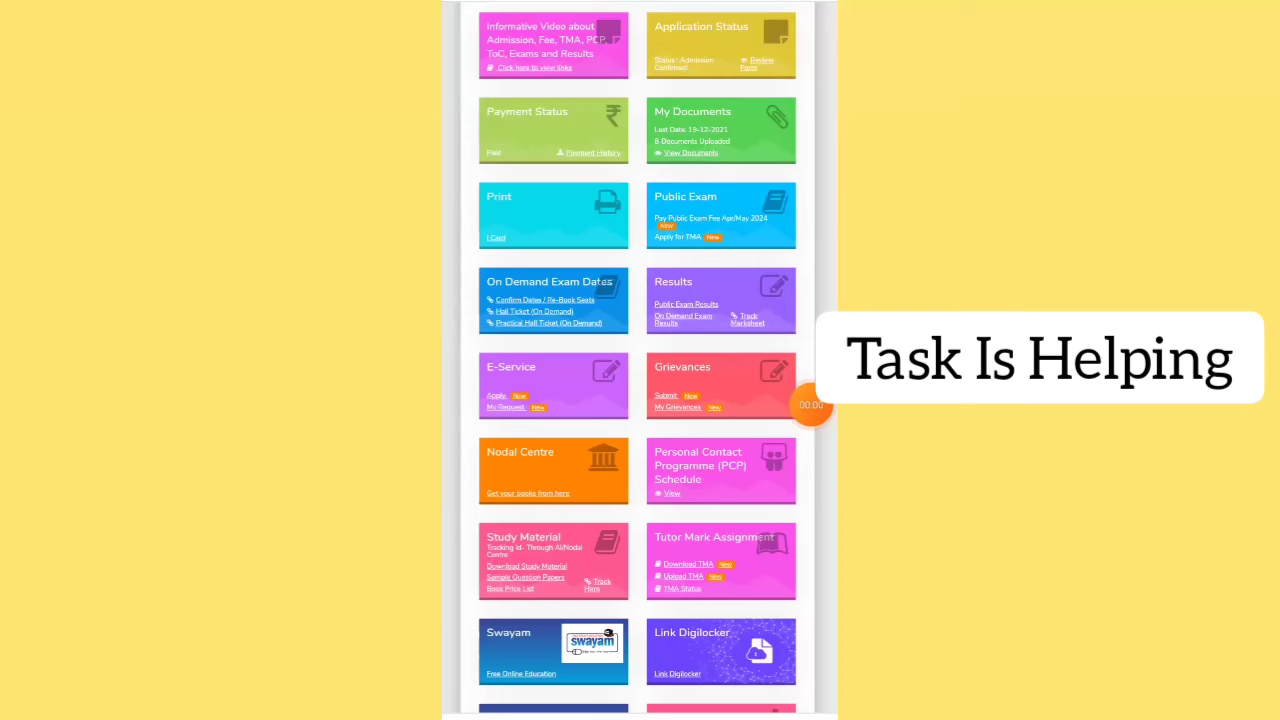 Informative Video about
Admission, Fee, TMA, PCP,
ToC, Exams and Results
Click here to view links
Application Status
Status : Admission
Confirmed
Review
Form
Payment Status
Paid
Payment History
My Documents
Last Date: 19-12-2021
8 Documents Uploaded
View Documents
Print
I Card
Public Exam
Pay Public Exam Fee Apr/May 2024
New
Apply for TMA New
On Demand Exam Dates
Confirm Dates / Re-Book Seats
Hall Ticket (On Demand)
Practical Hall Ticket (On Demand)
Results
Public Exam Results
On Demand Exam
Results
Track
Marksheet
E-Service
Apply New
My Request New
Grievances
Submit New
My Grievances New
00:00
Task Is Helping
Nodal Centre
Get your books from here
Personal Contact
Programme (PCP)
Schedule
View
Study Material
Tracking Id- Through AI/Nodal
Centre
Download Study Material
Sample Question Papers
Book Price List
Track
Here
Tutor Mark Assignment
Download TMA New
Upload TMA New
TMA Status
Swayam
swayam
Free Online Education
Link Digilocker
Link Digilocker